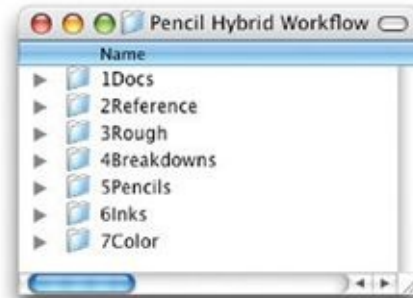 Pencil Hybrid Workflow
Name
1Docs
2Reference
3Rough
4Breakdowns
5Pencils
6Inks
7Color